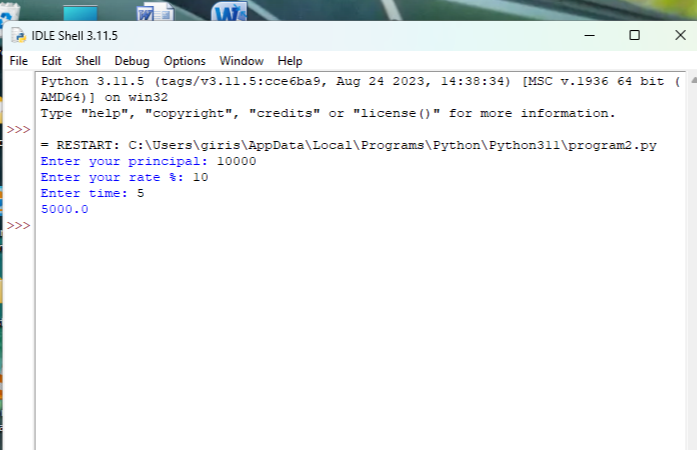 IDLE Shell 3.11.5
File Edit Shell Debug Options Window Help
Python 3.11.5 (tags/v3.11.5:cce6ba9, Aug 24 2023, 14:38:34) [MSC v.1936 64 bit (
AMD64)] on win32
Type "help", "copyright", "credits" or "license()" for more information.
>>>
= RESTART: C:\Users\giris\AppData\Local\Programs\Python\Python311\program2.py
Enter your principal: 10000
Enter your rate %: 10
Enter time: 5
5000.0
>>>